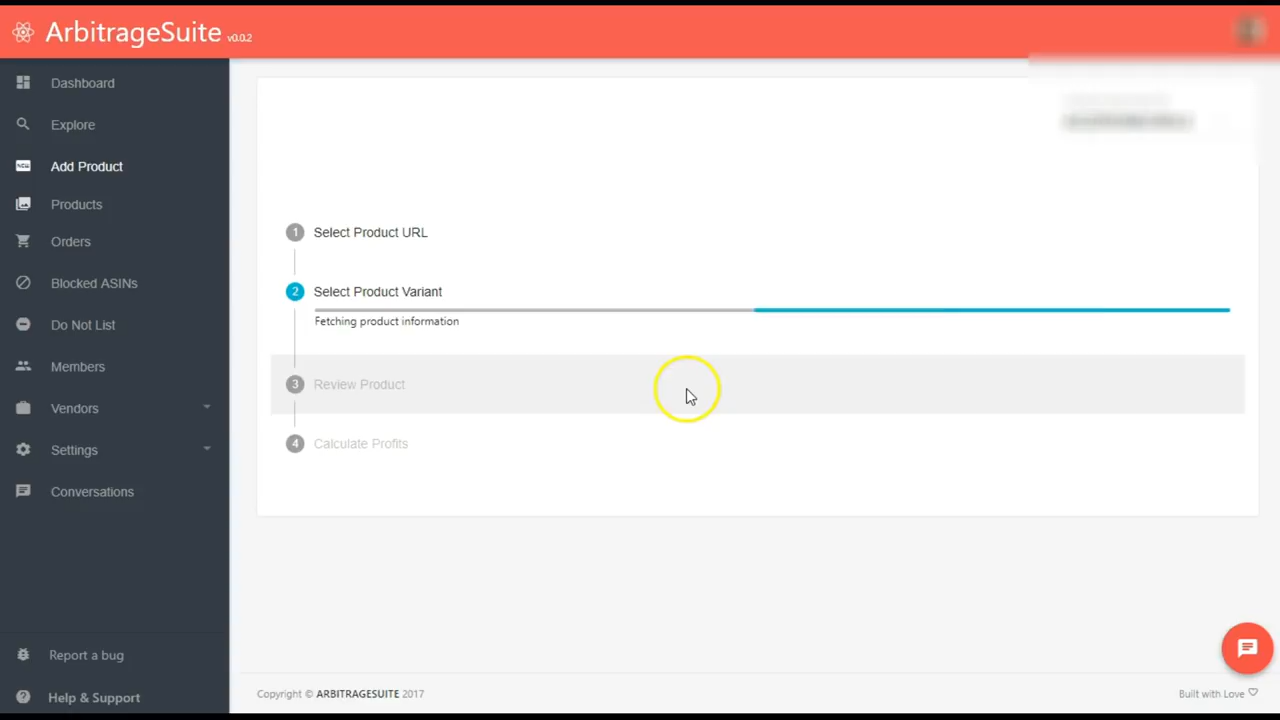 ArbitrageSuite v0.0.2
Dashboard
Explore
NEW
Add Product
Products
Orders
Blocked ASINs
Do Not List
Members
Vendors
Settings
Conversations
Report a bug
Help & Support
1 Select Product URL
2 Select Product Variant
Fetching product information
3 Review Product
4 Calculate Profits
Copyright © ARBITRAGESUITE 2017
Built with Love